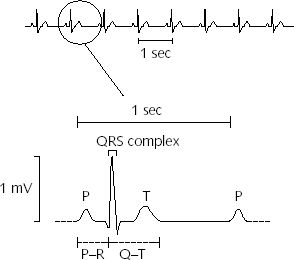 1 sec
1 sec
QRS complex
1 mV
P T P
P–R Q–T